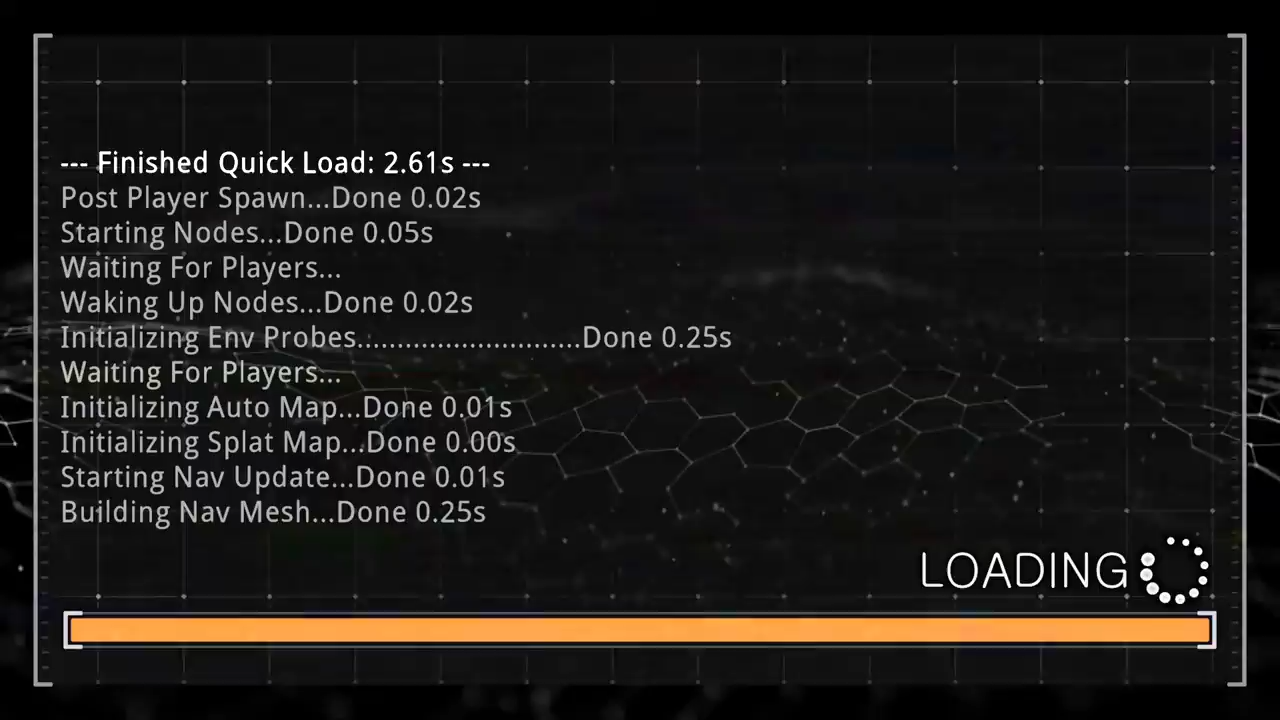 --- Finished Quick Load: 2.61s ---
Post Player Spawn...Done 0.02s
Starting Nodes...Done 0.05s
Waiting For Players...
Waking Up Nodes...Done 0.02s
Initializing Env Probes............................Done 0.25s
Waiting For Players...
Initializing Auto Map...Done 0.01s
Initializing Splat Map...Done 0.00s
Starting Nav Update...Done 0.01s
Building Nav Mesh...Done 0.25s
LOADING